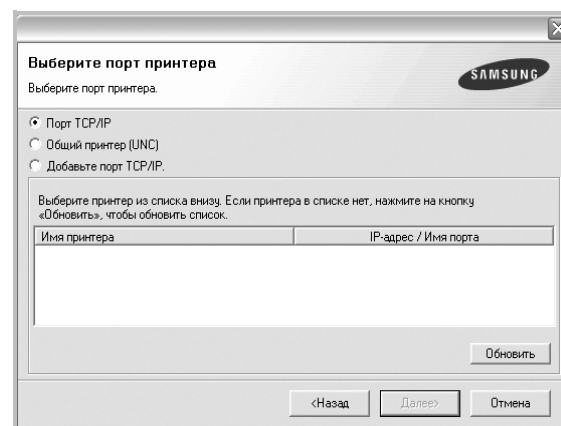 Выберите порт принтера
Выберите порт принтера.
SAMSUNG
Порт TCP/IP
Общий принтер (UNC)
Добавьте порт TCP/IP.
Выберите принтер из списка внизу. Если принтера в списке нет, нажмите на кнопку
«Обновить», чтобы обновить список.
Имя принтера IP-адрес / Имя порта
Обновить
<Назад Далее> Отмена